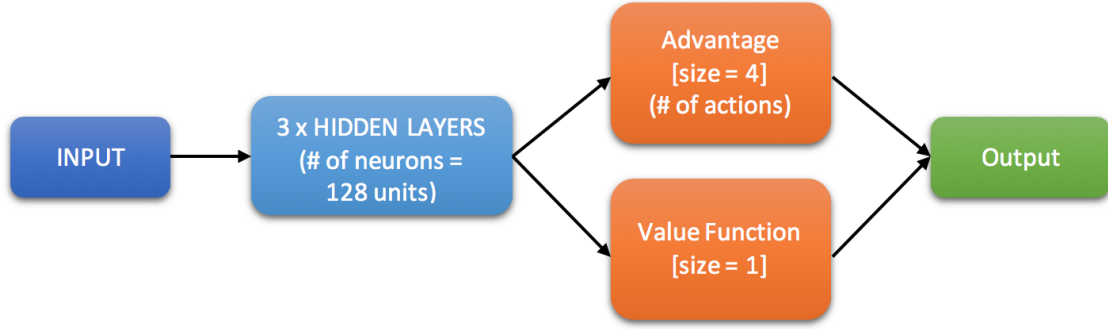 INPUT
3 x HIDDEN LAYERS
(# of neurons =
128 units)
Advantage
[size = 4]
(# of actions)
Value Function
[size = 1]
Output